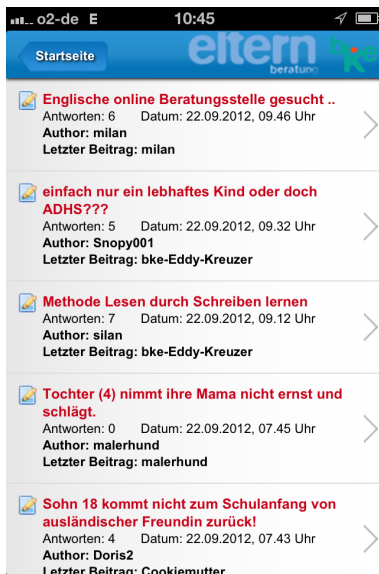 o2-de E 10:45
Startseite
eltern
beratung
bke
Englische online Beratungsstelle gesucht ..
Antworten: 6 Datum: 22.09.2012, 09.46 Uhr
Author: milan
Letzter Beitrag: milan
einfach nur ein lebhaftes Kind oder doch
ADHS???
Antworten: 5 Datum: 22.09.2012, 09.32 Uhr
Author: Snopy001
Letzter Beitrag: bke-Eddy-Kreuzer
Methode Lesen durch Schreiben lernen
Antworten: 7 Datum: 22.09.2012, 09.12 Uhr
Author: silan
Letzter Beitrag: bke-Eddy-Kreuzer
Tochter (4) nimmt ihre Mama nicht ernst und
schlägt.
Antworten: 0 Datum: 22.09.2012, 07.45 Uhr
Author: malerhund
Letzter Beitrag: malerhund
Sohn 18 kommt nicht zum Schulanfang von
ausländischer Freundin zurück!
Antworten: 4 Datum: 22.09.2012, 07.43 Uhr
Author: Doris2
Letzter Beitrag: Cookiemutter